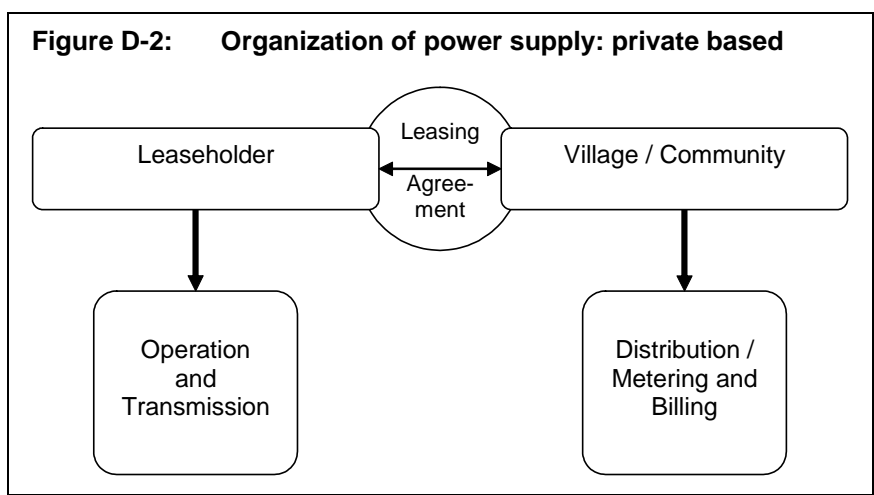 Figure D-2: Organization of power supply: private based
Leaseholder
Leasing
Agree-
ment
Village / Community
Operation
and
Transmission
Distribution /
Metering and
Billing